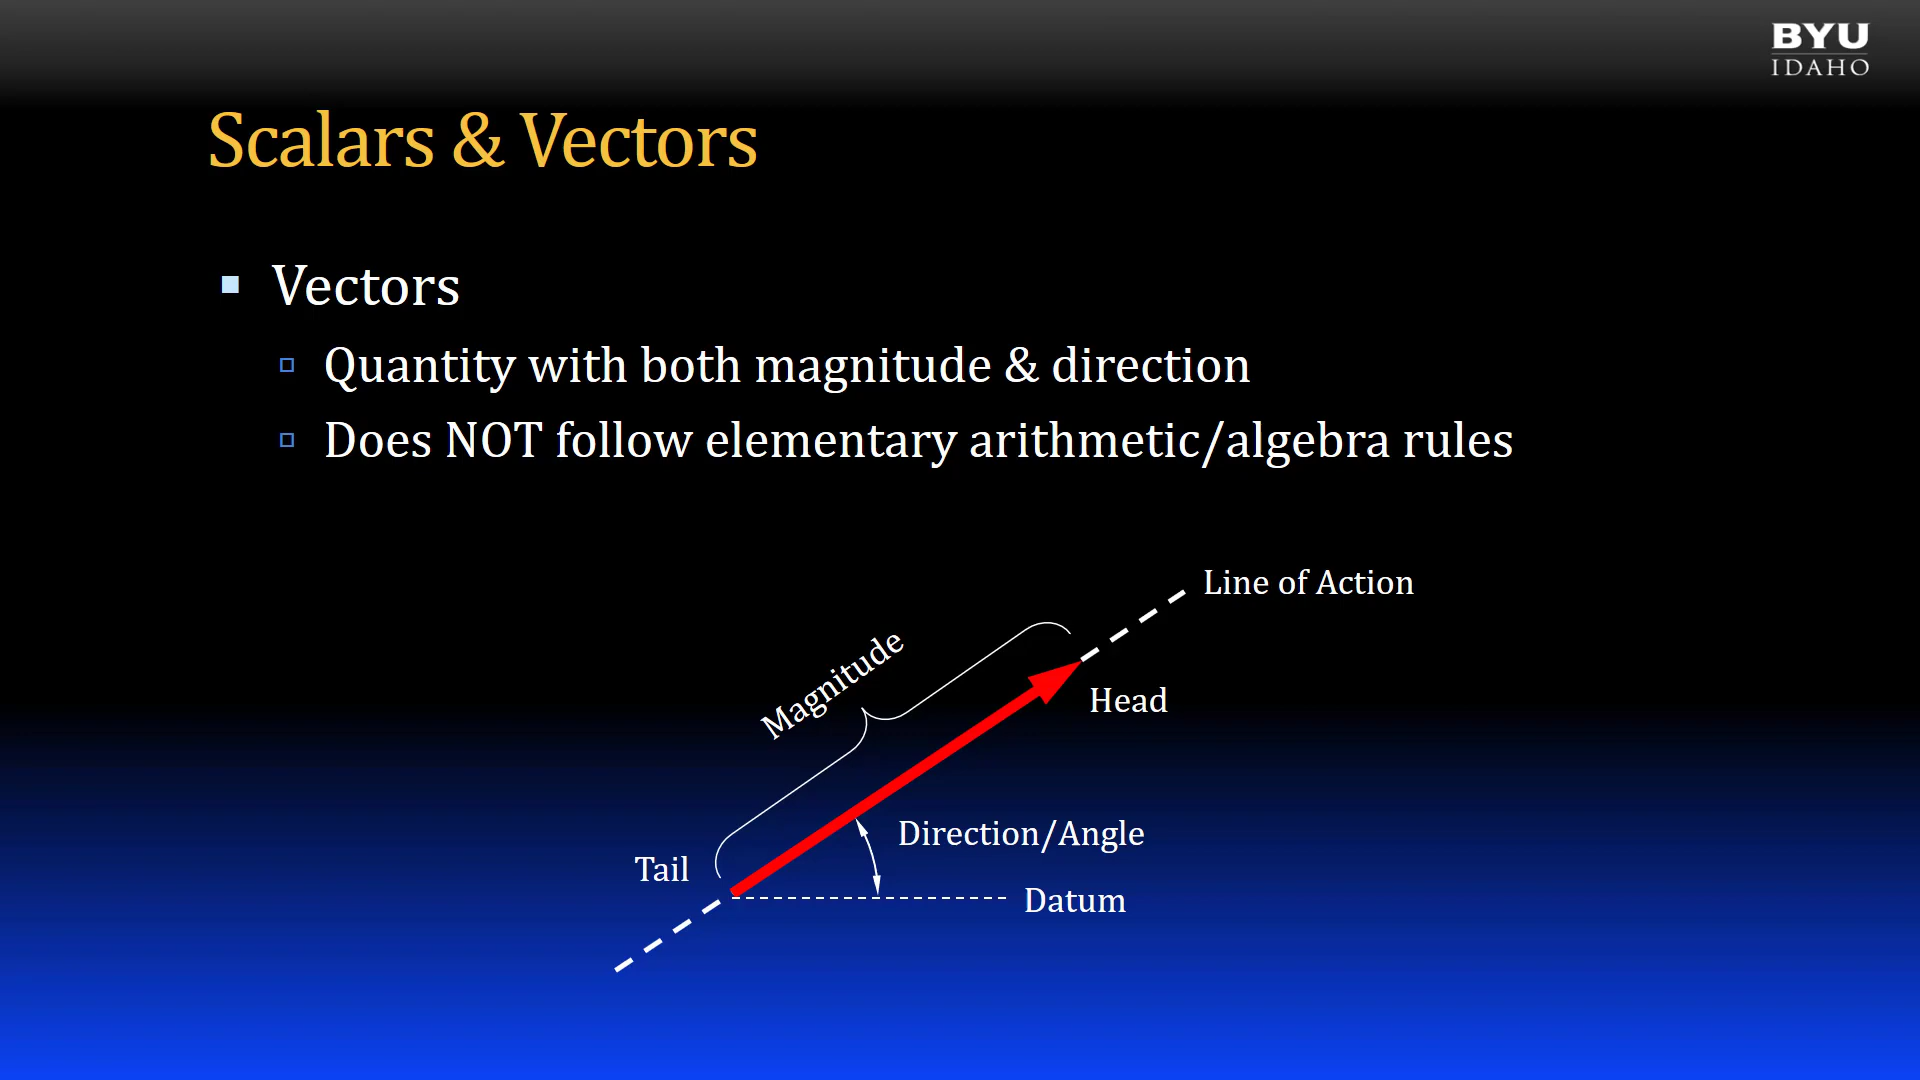 BYU
IDAHO
Scalars & Vectors
Vectors
Quantity with both magnitude & direction
Does NOT follow elementary arithmetic/algebra rules
Line of Action
Magnitude
Head
Direction/Angle
Tail
Datum